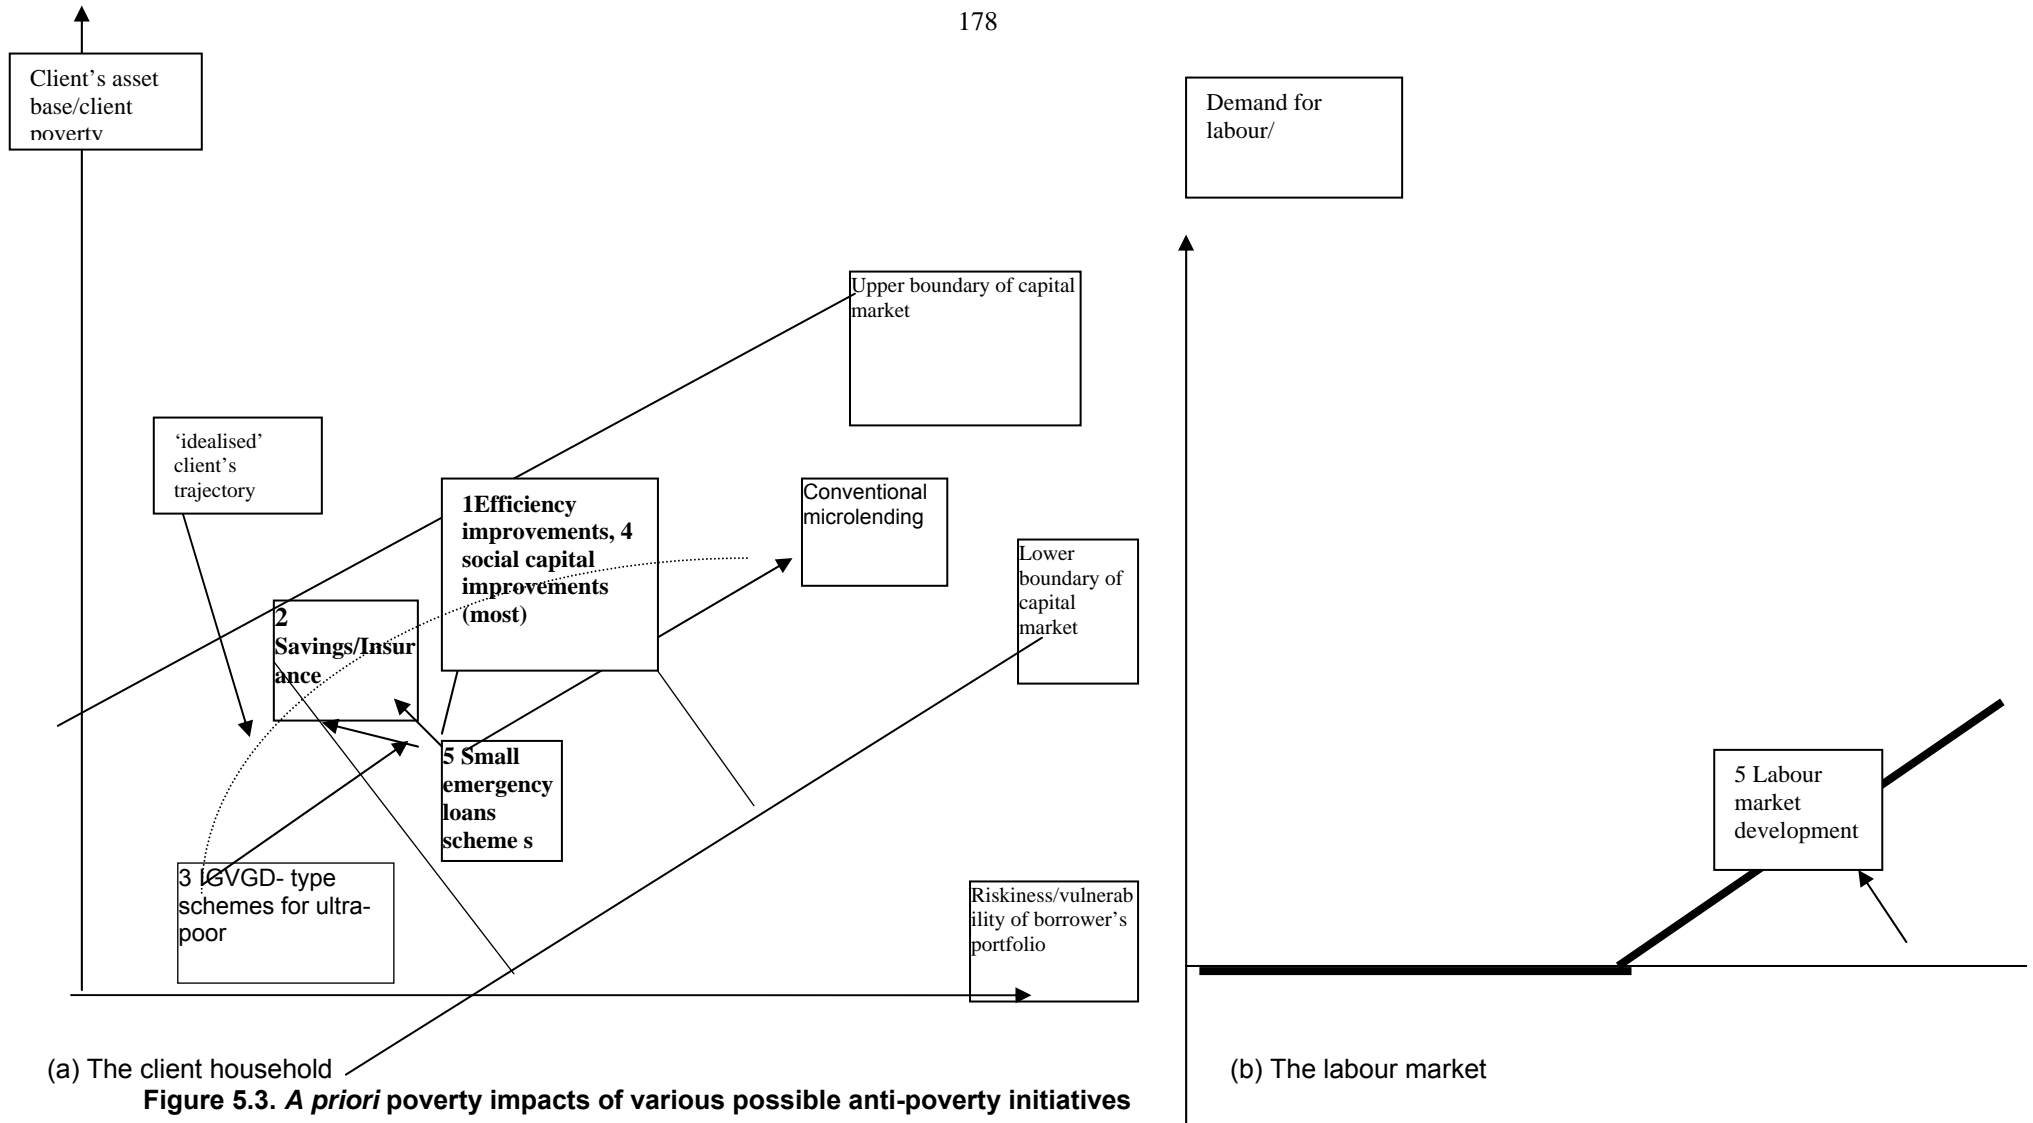 178
Client's asset
base/client
poverty
Demand for
labour/
Upper boundary of capital
market
'idealised'
client's
trajectory
1Efficiency
improvements, 4
social capital
improvements
(most)
Conventional
microlending
Lower
boundary of
capital
market
2
Savings/Insur
ance
5 Small
emergency
loans
scheme s
5 Labour
market
development
3 IGVGD- type
schemes for ultra-
poor
Riskiness/vulnerab
ility of borrower's
portfolio
(a) The client household
(b) The labour market
Figure 5.3. A priori poverty impacts of various possible anti-poverty initiatives